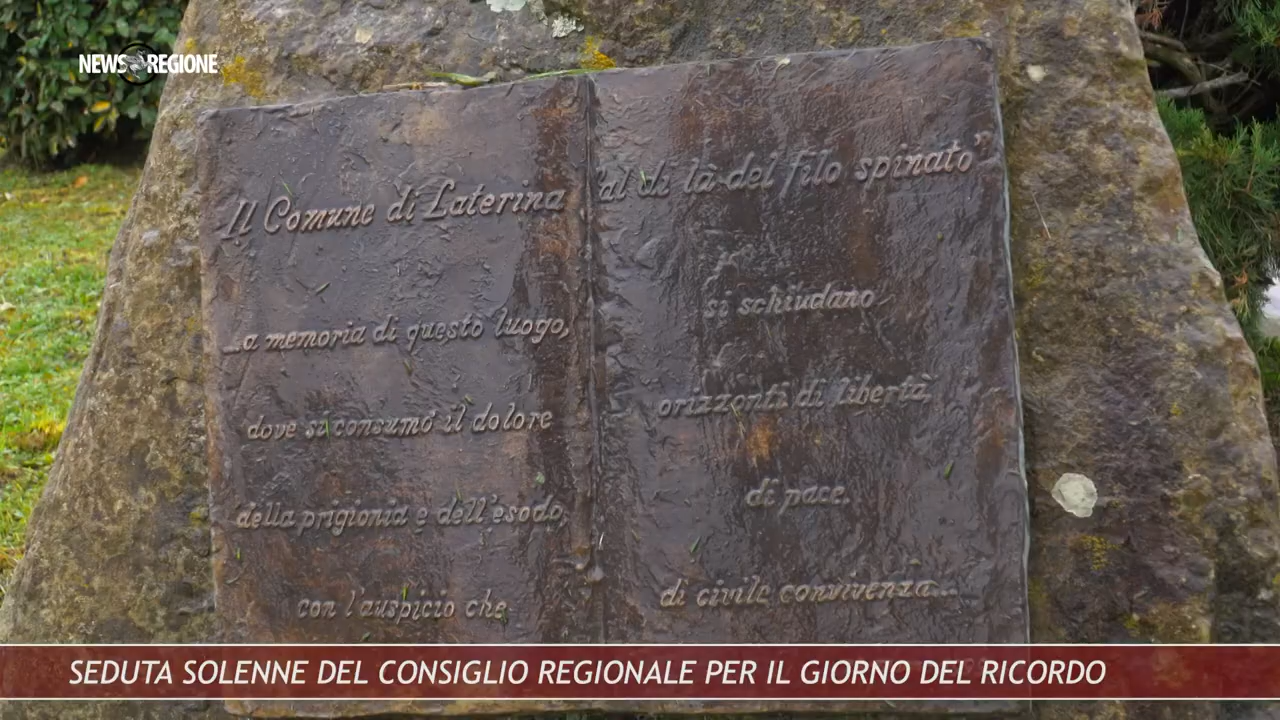 NEWS REGIONE
Il Comune di Laterina
...a memoria di questo luogo,
dove si consumò il dolore
della prigionia e dell'esodo,
con l'auspicio che
"al di là del filo spinato"
si schiudano
orizzonti di libertà,
di pace.
di civile convivenza...
SEDUTA SOLENNE DEL CONSIGLIO REGIONALE PER IL GIORNO DEL RICORDO